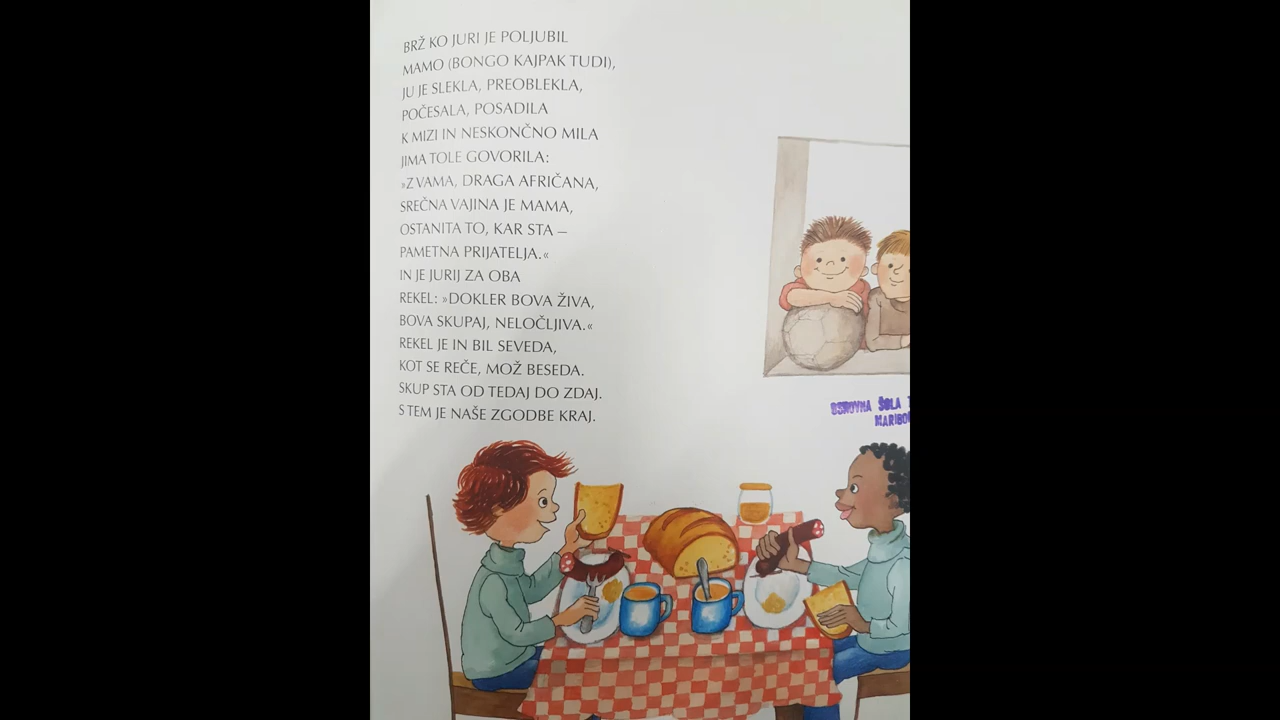 BRŽ KO JURI JE POLJUBIL
MAMO (BONGO KAJPAK TUDI),
JU JE SLEKLA, PREOBLEKLA,
POČESALA, POSADILA
K MIZI IN NESKONČNO MILA
JIMA TOLE GOVORILA:
»Z VAMA, DRAGA AFRIČANA,
SREČNA VAJINA JE MAMA,
OSTANITA TO, KAR STA –
PAMETNA PRIJATELJA.«
IN JE JURIJ ZA OBA
REKEL: »DOKLER BOVA ŽIVA,
BOVA SKUPAJ, NELOČLJIVA.«
REKEL JE IN BIL SEVEDA,
KOT SE REČE, MOŽ BESEDA.
SKUP STA OD TEDAJ DO ZDAJ.
S TEM JE NAŠE ZGODBE KRAJ.
OSNOVNA ŠOLA